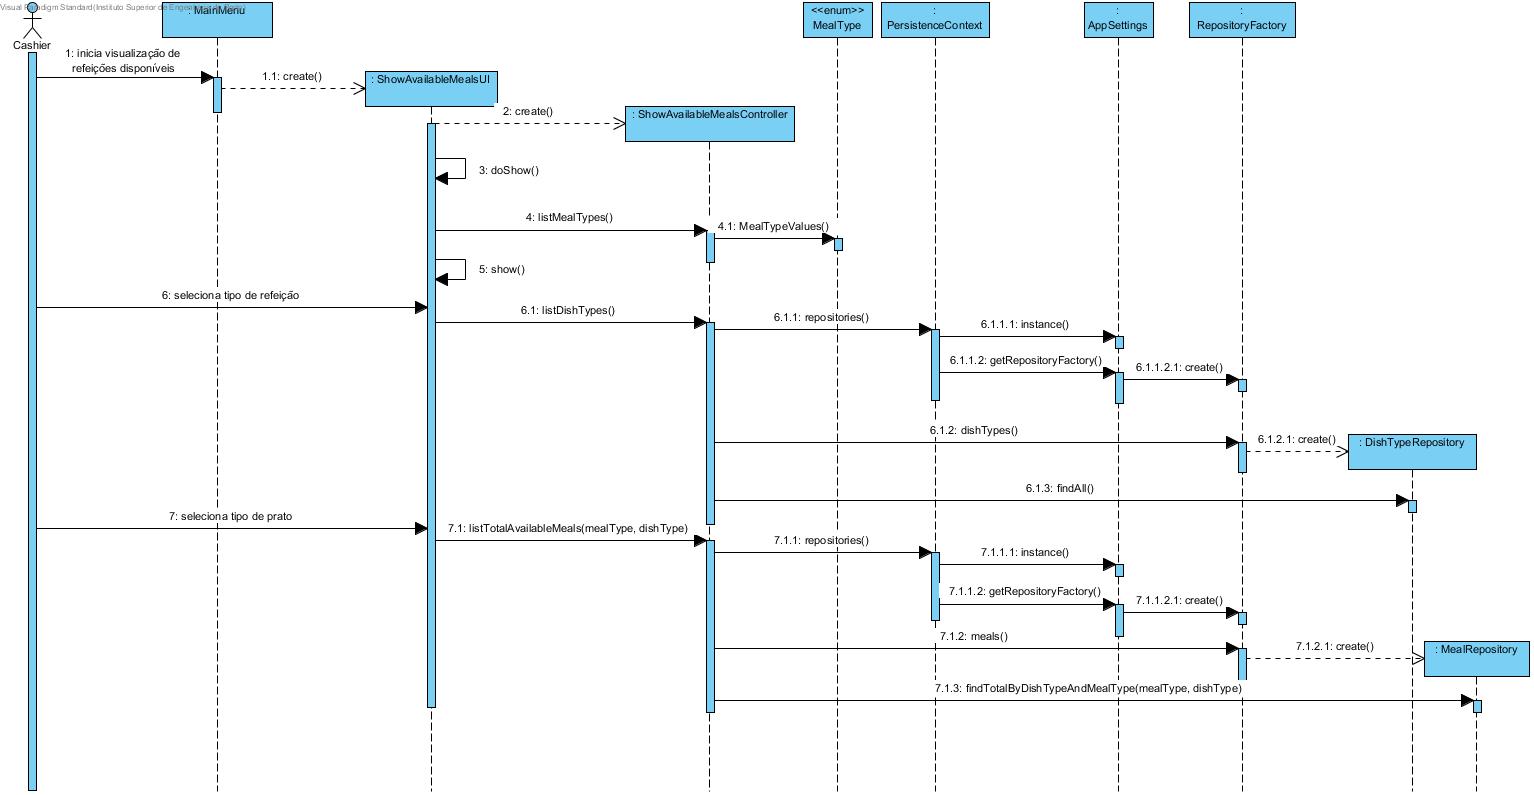 Visual Paradigm Standard(Instituto Superior de Engen
: MainMenu
<<enum>>
MealType
:
PersistenceContext
:
AppSettings
:
RepositoryFactory
Cashier
1: inicia visualização de
refeições disponíveis
1.1: create()
: ShowAvailableMealsUI
2: create()
: ShowAvailableMealsController
3: doShow()
4: listMealTypes()
4.1: MealTypeValues()
5: show()
6: seleciona tipo de refeição
6.1: listDishTypes()
6.1.1: repositories()
6.1.1.1: instance()
6.1.1.2: getRepositoryFactory()
6.1.1.2.1: create()
6.1.2: dishTypes()
6.1.2.1: create()
: DishTypeRepository
6.1.3: findAll()
7: seleciona tipo de prato
7.1: listTotalAvailableMeals(mealType, dishType)
7.1.1: repositories()
7.1.1.1: instance()
7.1.1.2: getRepositoryFactory()
7.1.1.2.1: create()
7.1.2: meals()
7.1.2.1: create()
: MealRepository
7.1.3: findTotalByDishTypeAndMealType(mealType, dishType)